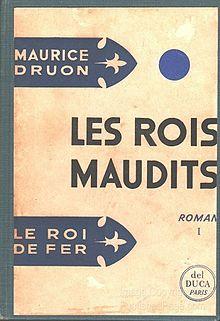 MAURICE
DRUON
LES ROIS
MAUDITS
ROMAN
I
LE ROI
DE FER
del
DUCA
PARIS